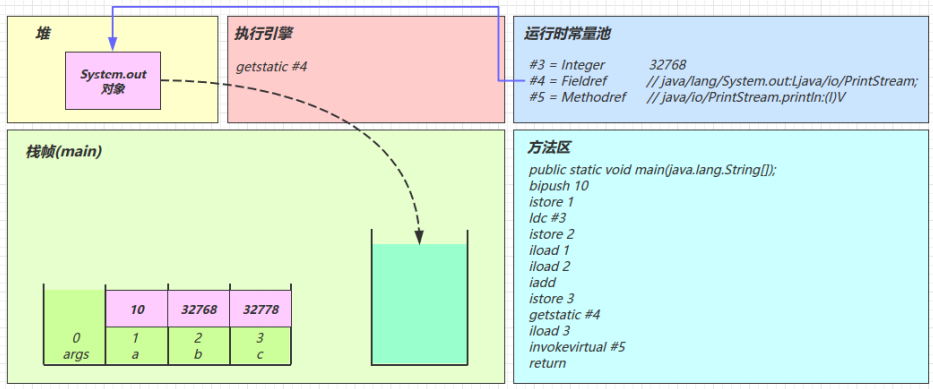 堆
System.out
对象
执行引擎
getstatic #4
运行时常量池
#3 = Integer 32768
#4 = Fieldref // java/lang/System.out:Ljava/io/PrintStream;
#5 = Methodref // java/io/PrintStream.println:(I)V
栈帧(main)
10 32768 32778
0 1 2 3
args a b c
方法区
public static void main(java.lang.String[]);
bipush 10
istore 1
ldc #3
istore 2
iload 1
iload 2
iadd
istore 3
getstatic #4
iload 3
invokevirtual #5
return